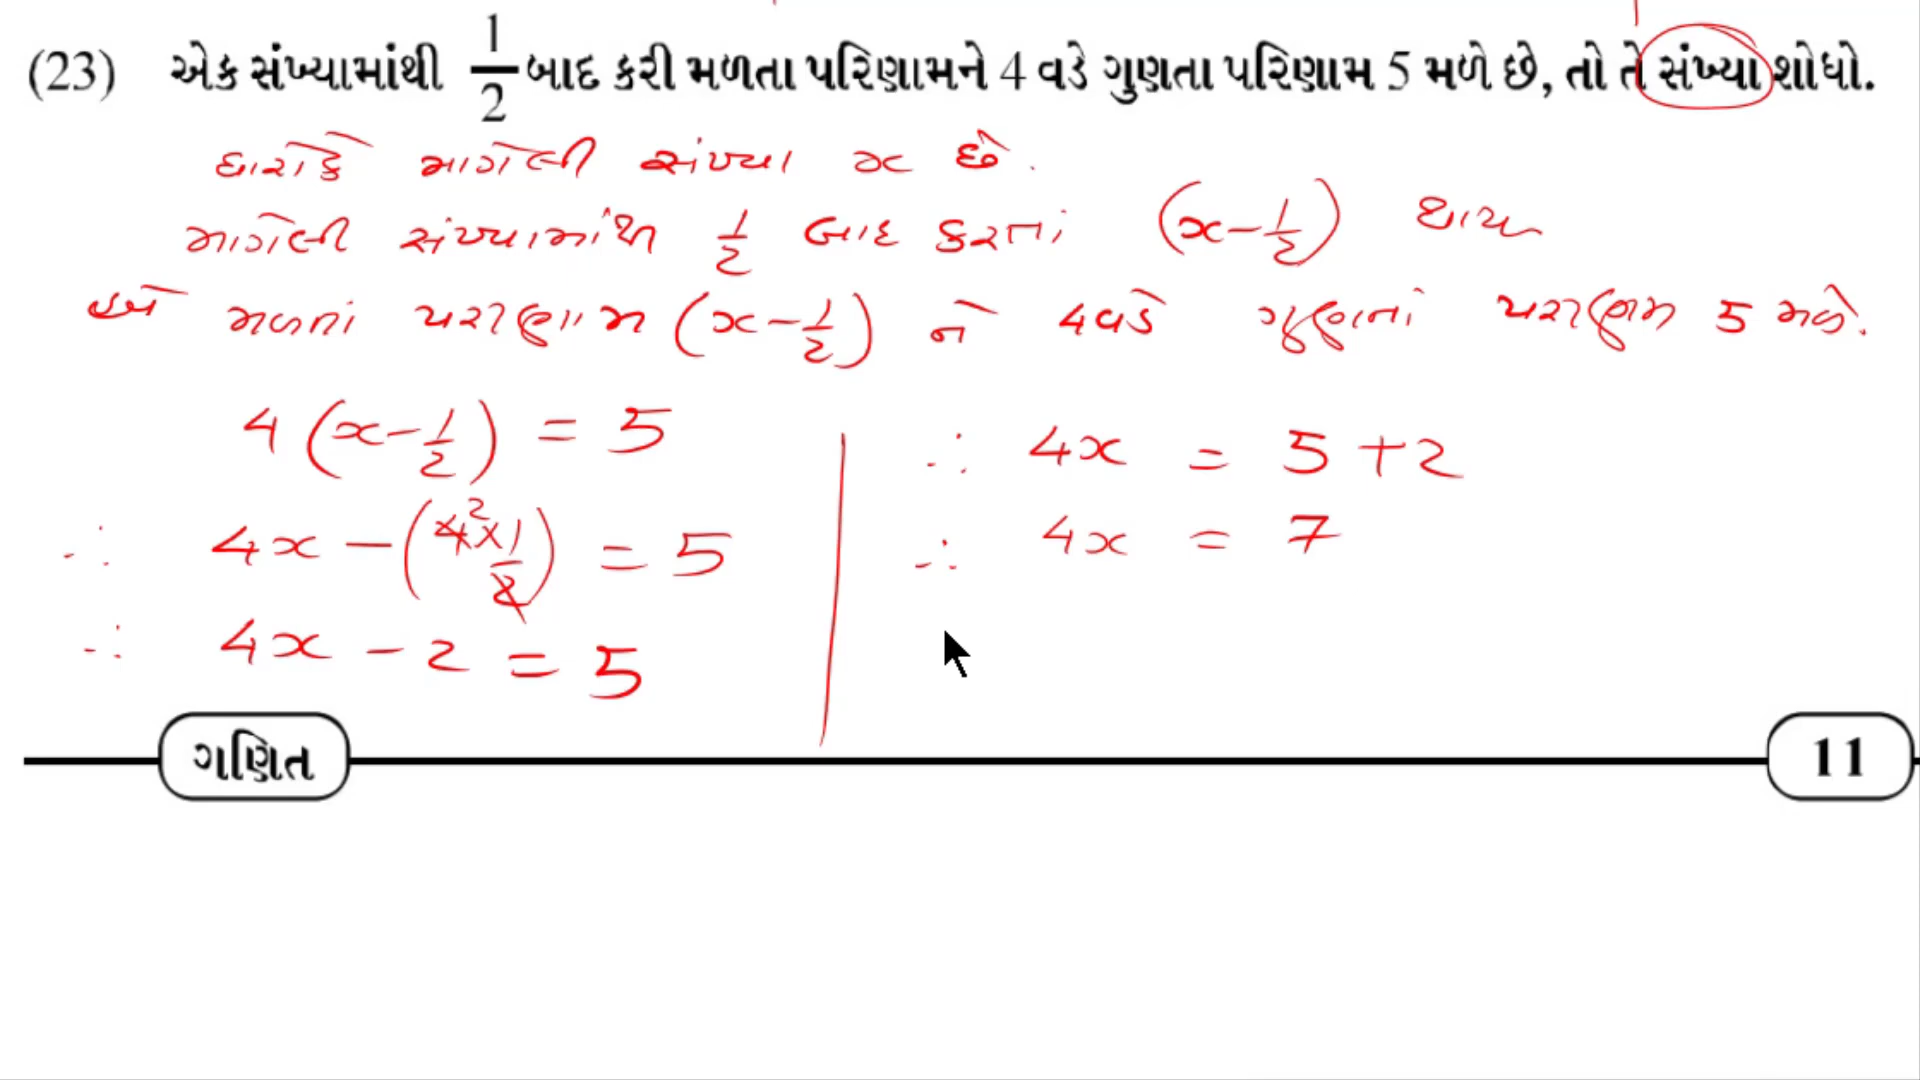 (23) એક સંખ્યામાંથી 1/2 બાદ કરી મળતા પરિણામને 4 વડે ગુણતા પરિણામ 5 મળે છે, તો તે સંખ્યા શોધો.
ધારોકે માગેલી સંખ્યા x છે.
માગેલી સંખ્યામાંથી 1/2 બાદ કરતાં (x-1/2) થાય
હવે મળતાં પરિણામ (x-1/2) ને 4 વડે ગુણતાં પરિણામ 5 મળે.
4(x-1/2) = 5
∴ 4x - (4²×1/2) = 5
∴ 4x - 2 = 5
∴ 4x = 5+2
∴ 4x = 7
ગણિત
11